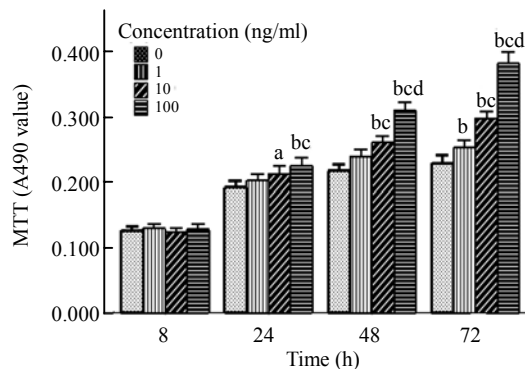 Concentration (ng/ml)
0
1
10
100
MTT (A490 value)
0.400
0.300
0.200
0.100
0.000
a
bc
bc
bcd
b
bc
bcd
8
24
48
72
Time (h)